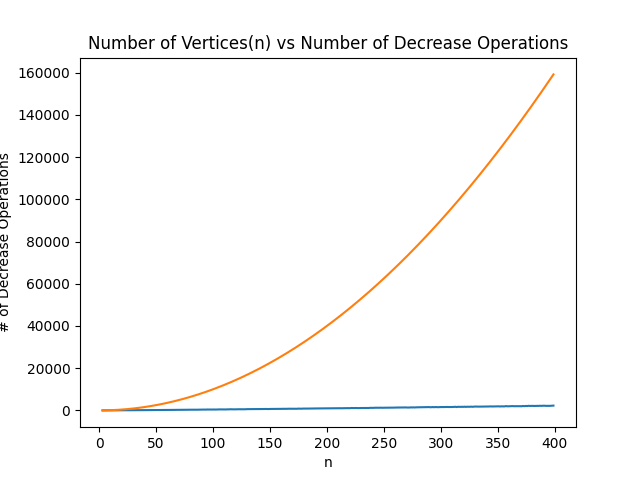 Number of Vertices(n) vs Number of Decrease Operations
160000
140000
120000
100000
80000
60000
40000
20000
0
# of Decrease Operations
0 50 100 150 200 250 300 350 400
n